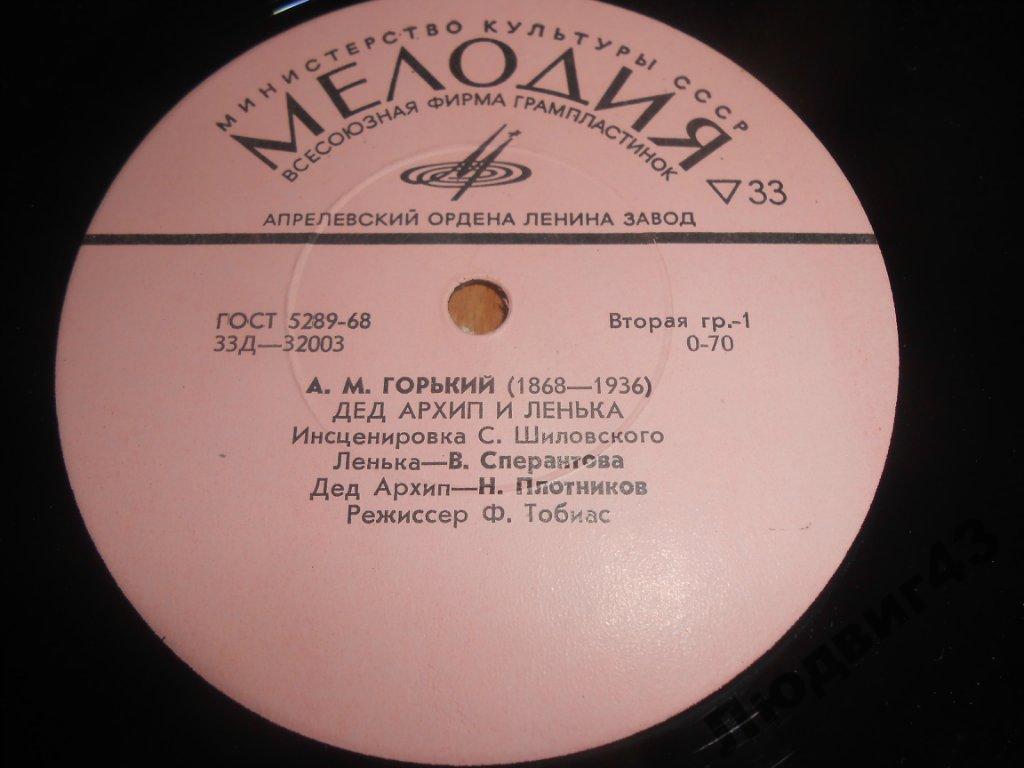 МИНИСТЕРСТВО КУЛЬТУРЫ СССР
МЕЛОДИЯ
ВСЕСОЮЗНАЯ ФИРМА ГРАМПЛАСТИНОК
33
АПРЕЛЕВСКИЙ ОРДЕНА ЛЕНИНА ЗАВОД
ГОСТ 5289-68
33Д—32003
Вторая гр.-1
0-70
А. М. ГОРЬКИЙ (1868—1936)
ДЕД АРХИП И ЛЕНЬКА
Инсценировка С. Шиловского
Ленька—В. Сперантова
Дед Архип—Н. Плотников
Режиссер Ф. Тобиас
Людвиг43